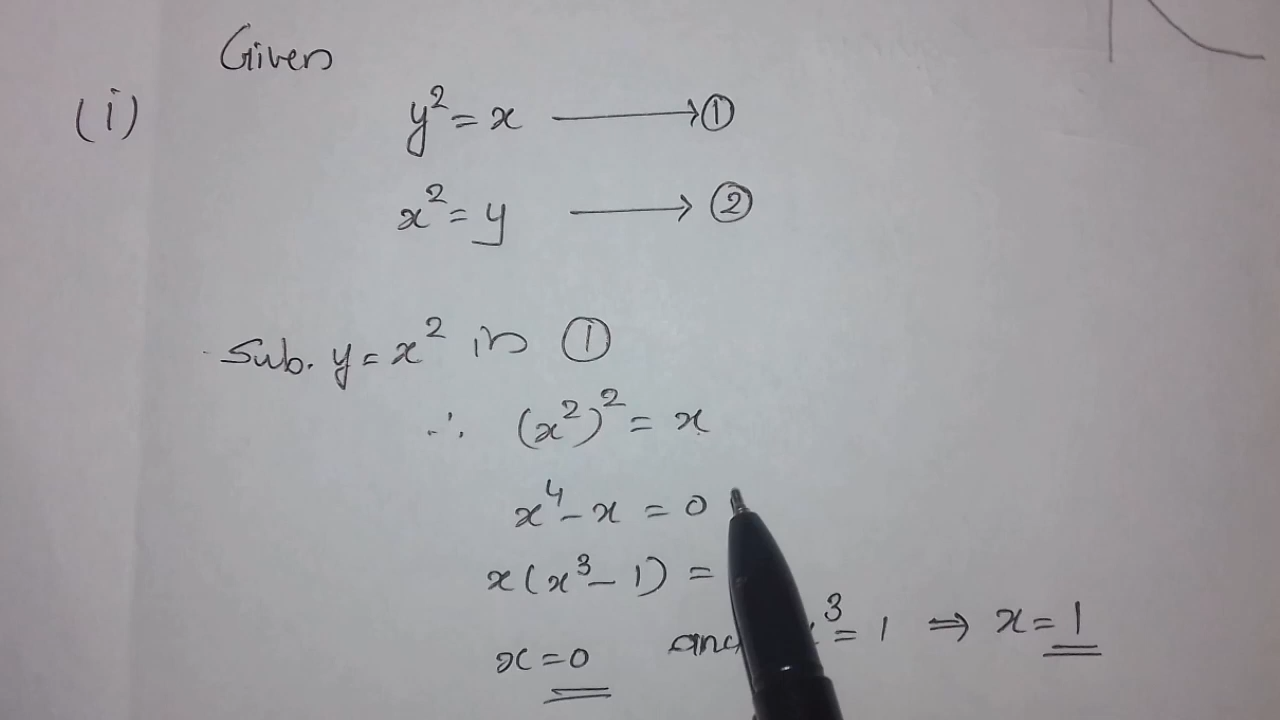 Given
(i) y² = x ⟶ ①
x² = y ⟶ ②
Sub. y = x² in ①
∴ (x²)² = x
x⁴ - x = 0
x(x³ - 1) =
x = 0 and ³ = 1 ⇒ x = 1